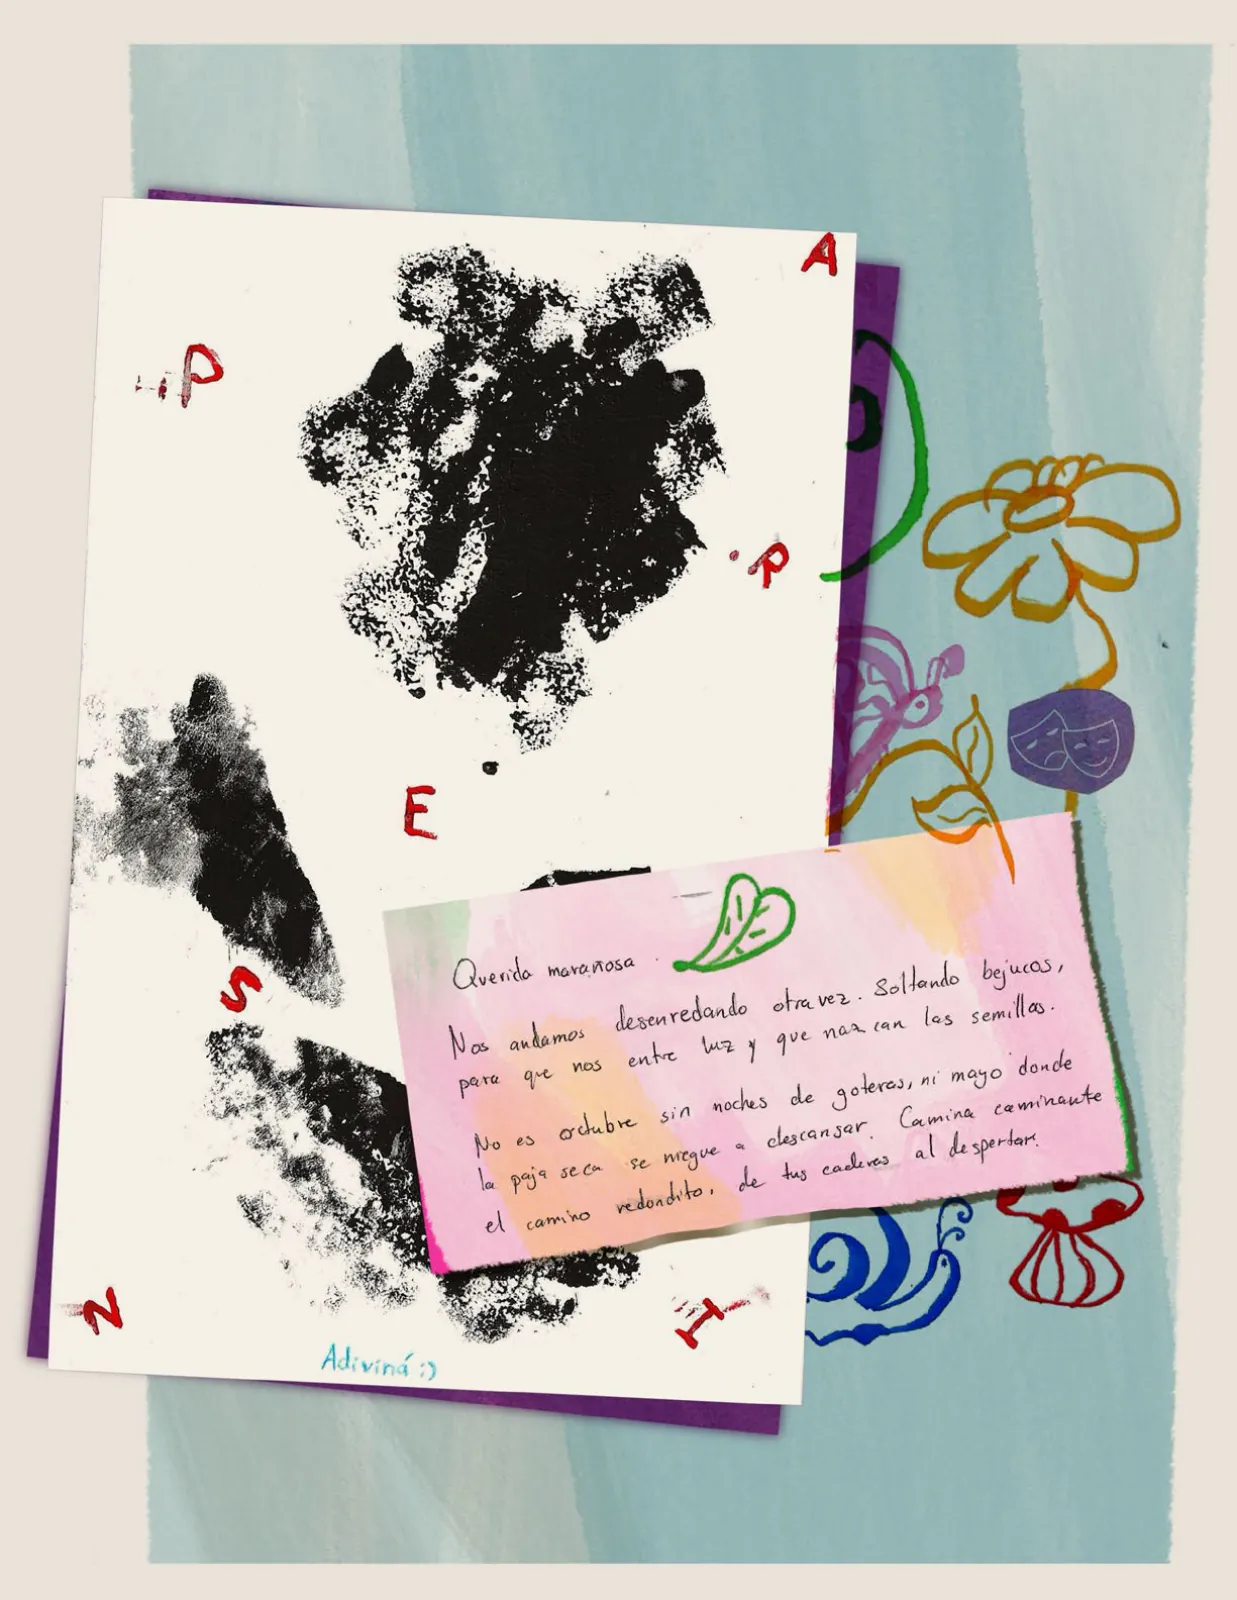 A
P
R
E
S
N
I
Adiviná ;)
Querida marañosa
Nos andamos desenredando otra vez. Soltando bejucos,
para que nos entre luz y que nazcan las semillas.
No es octubre sin noches de goteras, ni mayo donde
la paja seca se niegue a descansar. Camina caminante
el camino redondito, de tus caderas al despertar.